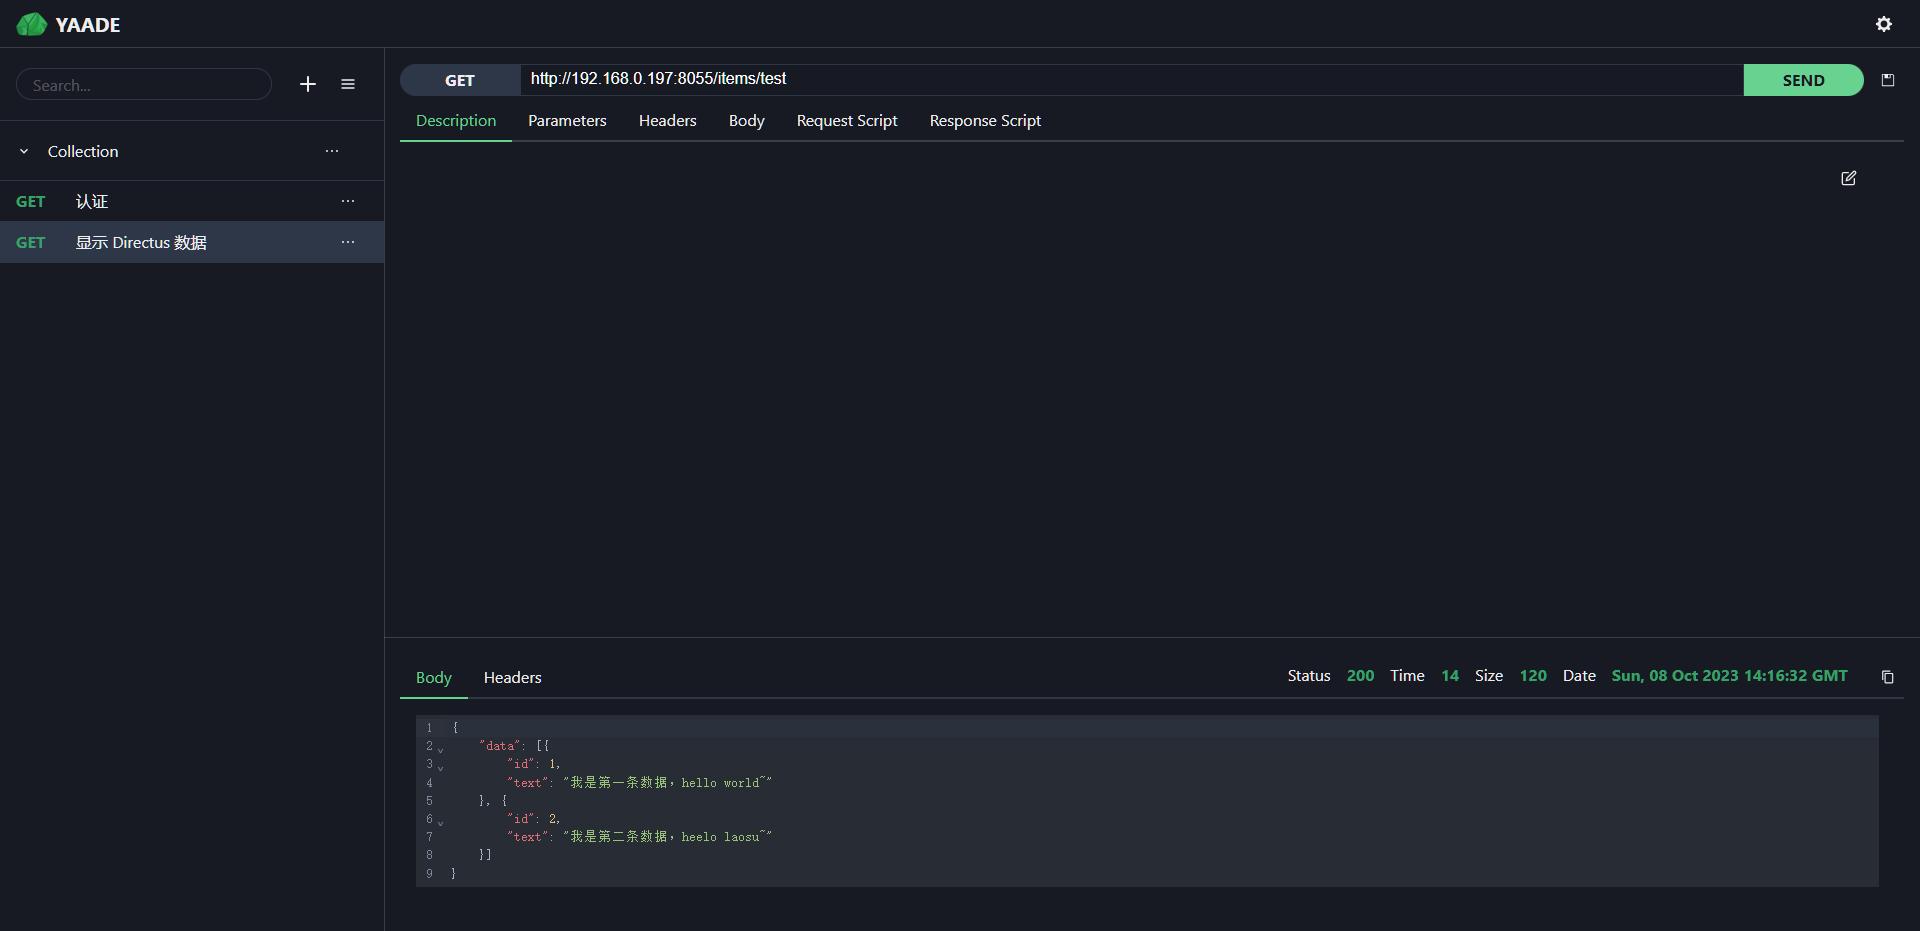 YAADE
Search...
GET http://192.168.0.197:8055/items/test SEND
Description Parameters Headers Body Request Script Response Script
Collection
GET 认证
GET 显示 Directus 数据
Body Headers Status 200 Time 14 Size 120 Date Sun, 08 Oct 2023 14:16:32 GMT
1 {
2 "data": [{
3 "id": 1,
4 "text": "我是第一条数据，hello world~"
5 }, {
6 "id": 2,
7 "text": "我是第二条数据，heelo laosu~"
8 }]
9 }